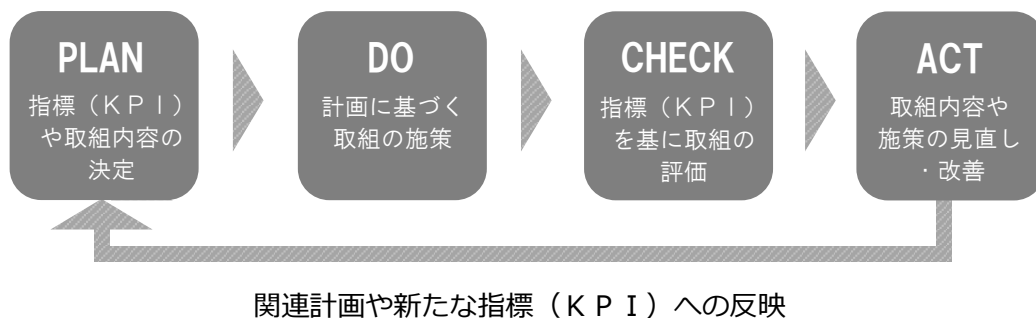 PLAN
指標（ＫＰＩ）
や取組内容の
決定
DO
計画に基づく
取組の施策
CHECK
指標（ＫＰＩ）
を基に取組の
評価
ACT
取組内容や
施策の見直し
・改善
関連計画や新たな指標（ＫＰＩ）への反映